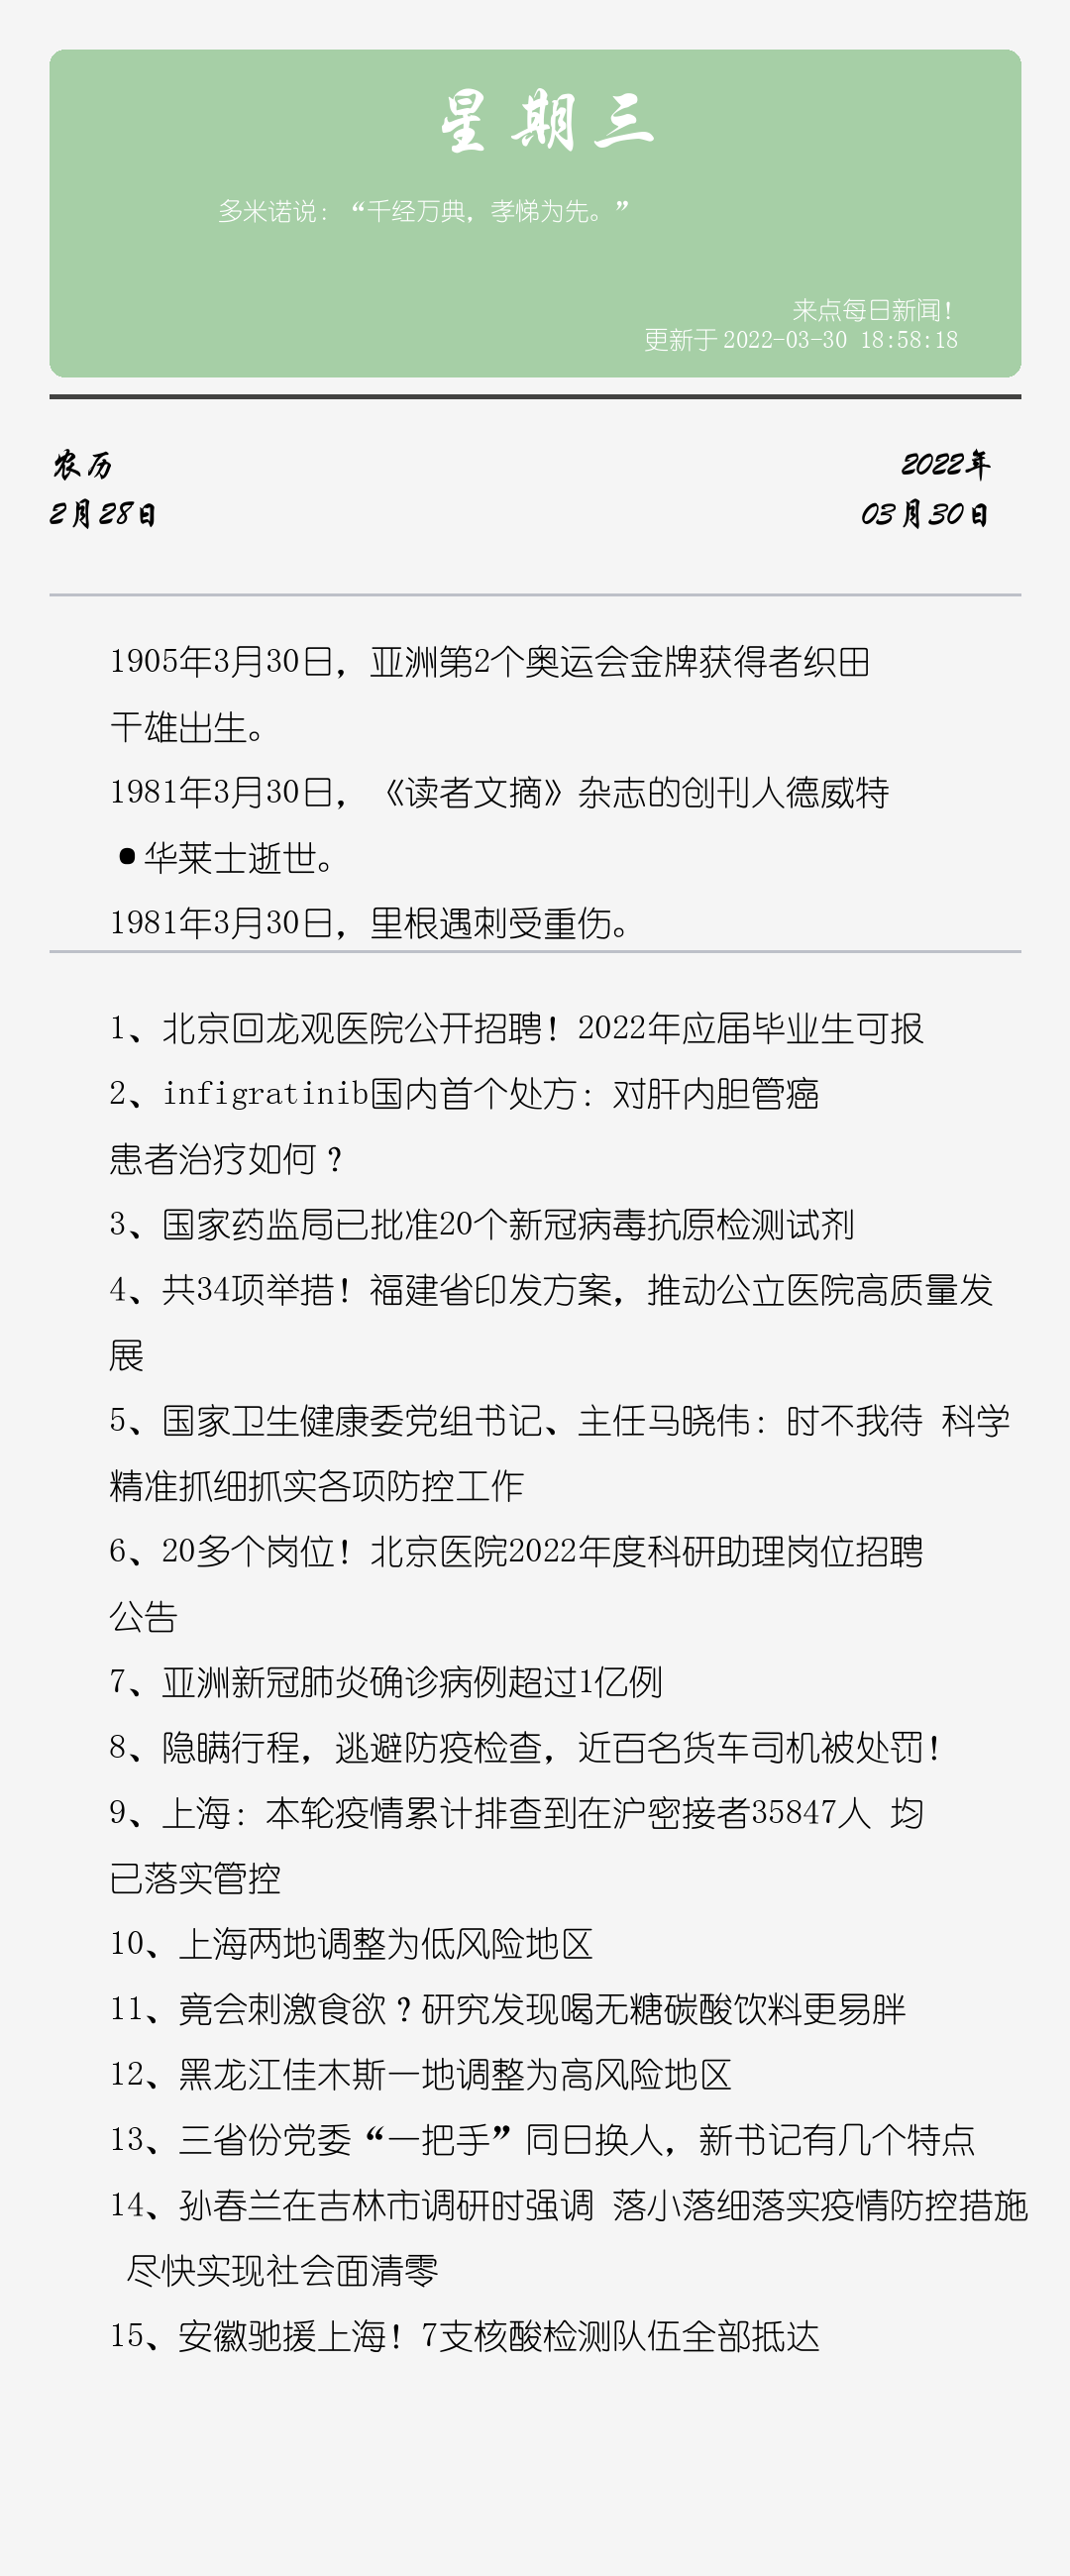 星期三
多米诺说：“千经万典，孝悌为先。”
来点每日新闻！
更新于2022-03-30 18:58:18
农历
2022年
2月28日
03月30日
1905年3月30日，亚洲第2个奥运会金牌获得者织田
干雄出生。
1981年3月30日，《读者文摘》杂志的创刊人德威特
•华莱士逝世。
1981年3月30日，里根遇刺受重伤。
1、北京回龙观医院公开招聘！2022年应届毕业生可报
2、infigratinib国内首个处方：对肝内胆管癌
患者治疗如何？
3、国家药监局已批准20个新冠病毒抗原检测试剂
4、共34项举措！福建省印发方案，推动公立医院高质量发
展
5、国家卫生健康委党组书记、主任马晓伟：时不我待 科学
精准抓细抓实各项防控工作
6、20多个岗位！北京医院2022年度科研助理岗位招聘
公告
7、亚洲新冠肺炎确诊病例超过1亿例
8、隐瞒行程，逃避防疫检查，近百名货车司机被处罚！
9、上海：本轮疫情累计排查到在沪密接者35847人 均
已落实管控
10、上海两地调整为低风险地区
11、竟会刺激食欲？研究发现喝无糖碳酸饮料更易胖
12、黑龙江佳木斯一地调整为高风险地区
13、三省份党委“一把手”同日换人，新书记有几个特点
14、孙春兰在吉林市调研时强调 落小落细落实疫情防控措施
尽快实现社会面清零
15、安徽驰援上海！7支核酸检测队伍全部抵达